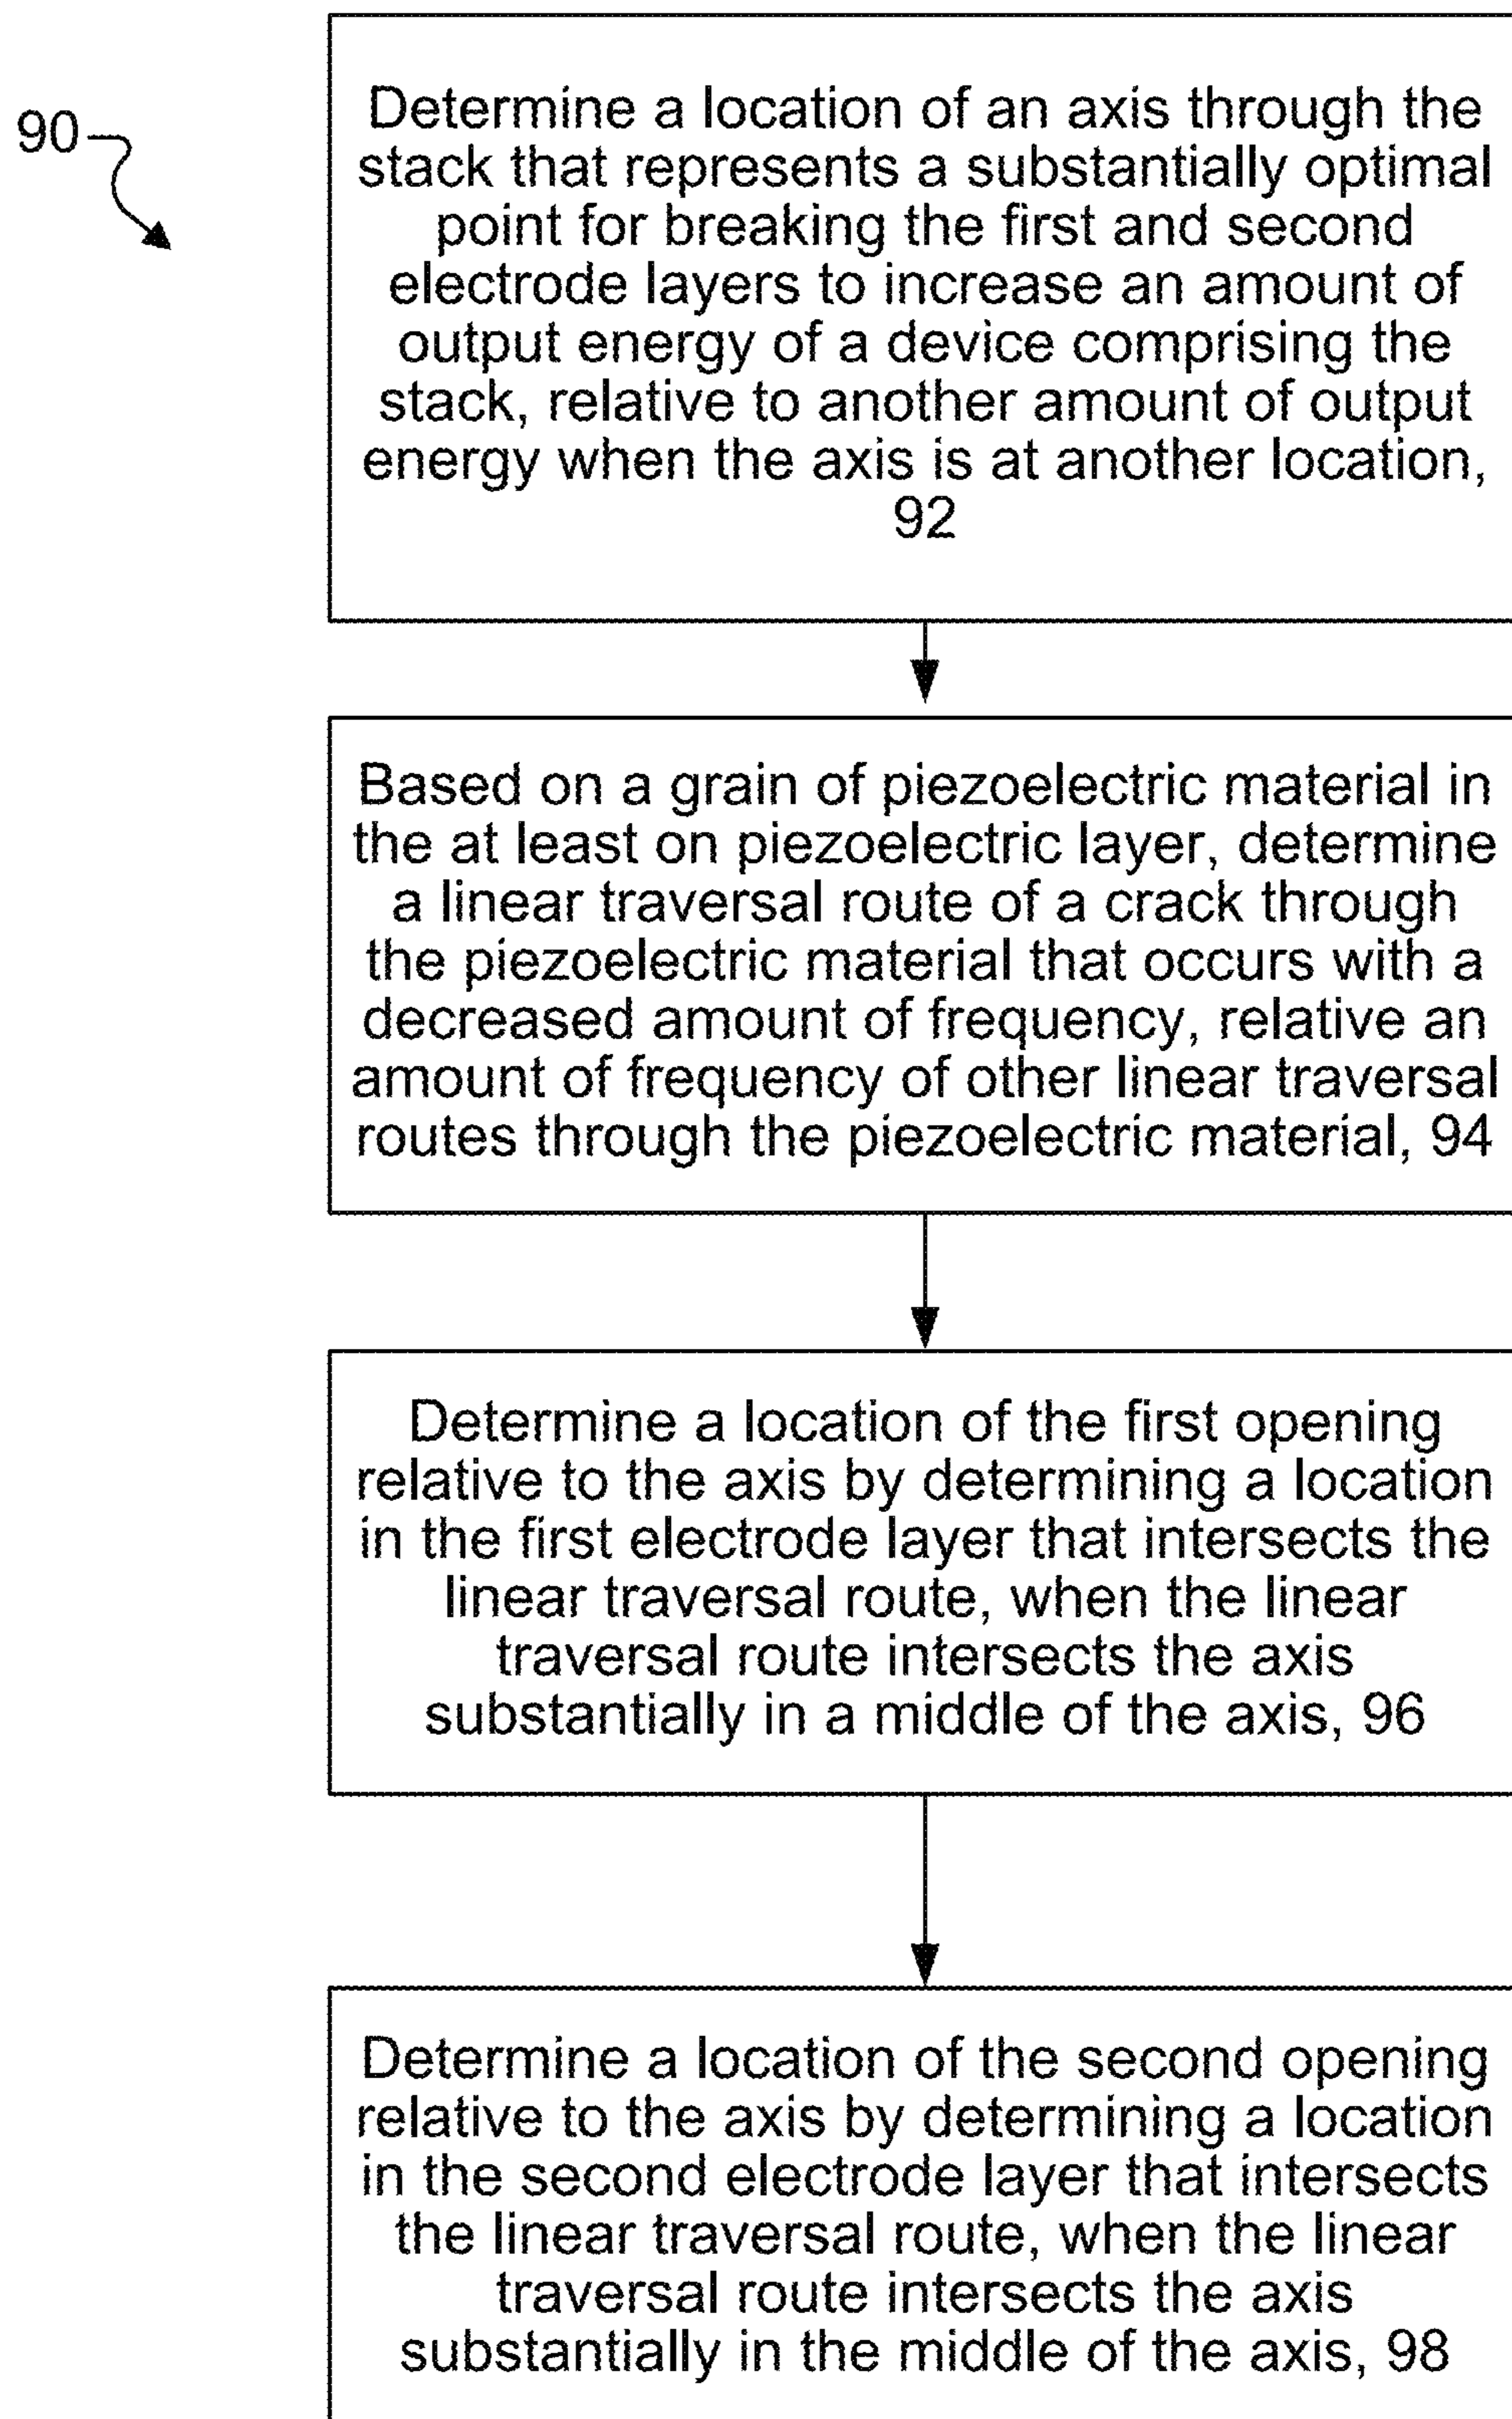 90
Determine a location of an axis through the
stack that represents a substantially optimal
point for breaking the first and second
electrode layers to increase an amount of
output energy of a device comprising the
stack, relative to another amount of output
energy when the axis is at another location,
92
Based on a grain of piezoelectric material in
the at least on piezoelectric layer, determine
a linear traversal route of a crack through
the piezoelectric material that occurs with a
decreased amount of frequency, relative an
amount of frequency of other linear traversal
routes through the piezoelectric material, 94
Determine a location of the first opening
relative to the axis by determining a location
in the first electrode layer that intersects the
linear traversal route, when the linear
traversal route intersects the axis
substantially in a middle of the axis, 96
Determine a location of the second opening
relative to the axis by determining a location
in the second electrode layer that intersects
the linear traversal route, when the linear
traversal route intersects the axis
substantially in the middle of the axis, 98